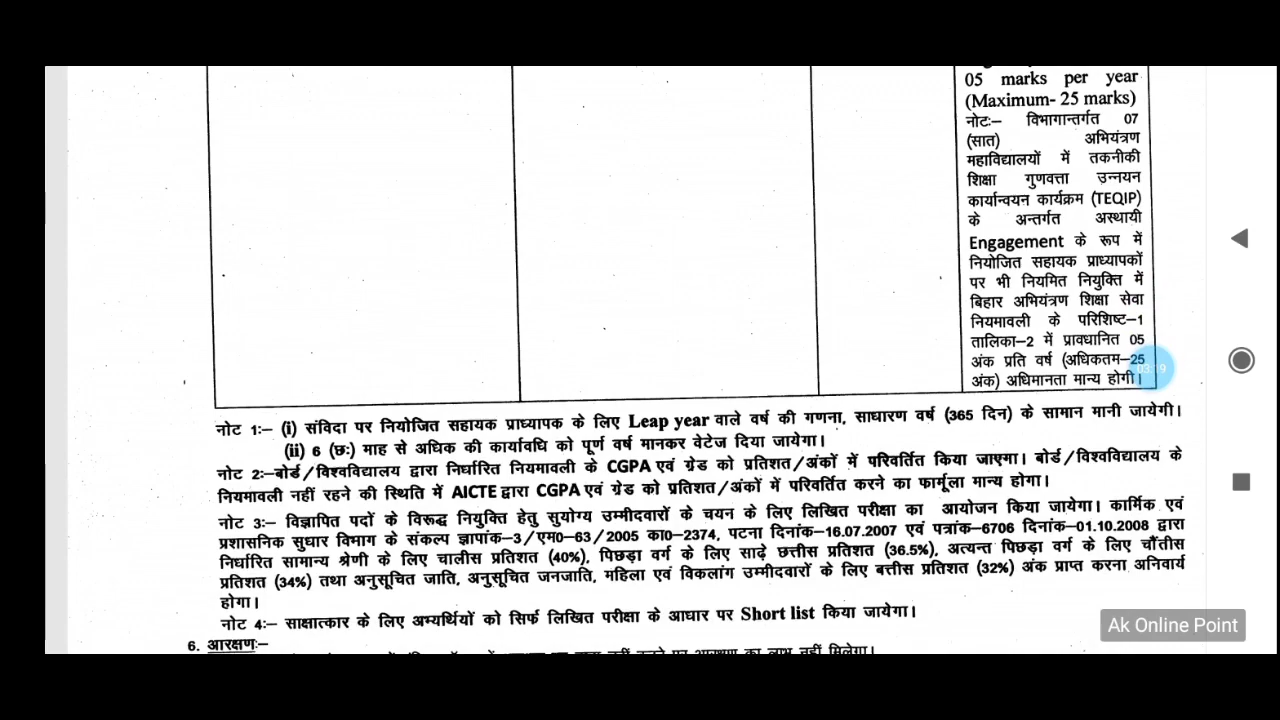 05 marks per year
(Maximum- 25 marks)
नोटः– विभागान्तर्गत 07
(सात) अभियंत्रण
महाविद्यालयों में तकनीकी
शिक्षा गुणवत्ता उन्नयन
कार्यान्वयन कार्यक्रम (TEQIP)
के अन्तर्गत अस्थायी
Engagement के रूप में
नियोजित सहायक प्राध्यापकों
पर भी नियमित नियुक्ति में
बिहार अभियंत्रण शिक्षा सेवा
नियमावली के परिशिष्ट–1
तालिका–2 में प्रावधानित 05
अंक प्रति वर्ष (अधिकतम–25
अंक) अधिमानता मान्य होगी।
03:19
नोट 1:– (i) संविदा पर नियोजित सहायक प्राध्यापक के लिए Leap year वाले वर्ष की गणना, साधारण वर्ष (365 दिन) के सामान मानी जायेगी।
(ii) 6 (छः) माह से अधिक की कार्यावधि को पूर्ण वर्ष मानकर वेटेज दिया जायेगा।
नोट 2:–बोर्ड/विश्वविद्यालय द्वारा निर्धारित नियमावली के CGPA एवं ग्रेड को प्रतिशत/अंकों में परिवर्तित किया जाएगा। बोर्ड/विश्वविद्यालय के
नियमावली नहीं रहने की स्थिति में AICTE द्वारा CGPA एवं ग्रेड को प्रतिशत/अंकों में परिवर्तित करने का फार्मूला मान्य होगा।
नोट 3:– विज्ञापित पदों के विरूद्ध नियुक्ति हेतु सुयोग्य उम्मीदवारों के चयन के लिए लिखित परीक्षा का आयोजन किया जायेगा। कार्मिक एवं
प्रशासनिक सुधार विभाग के संकल्प ज्ञापांक–3/एम0–63/2005 का0–2374, पटना दिनांक–16.07.2007 एवं पत्रांक–6706 दिनांक–01.10.2008 द्वारा
निर्धारित सामान्य श्रेणी के लिए चालीस प्रतिशत (40%), पिछड़ा वर्ग के लिए साढ़े छत्तीस प्रतिशत (36.5%), अत्यन्त पिछड़ा वर्ग के लिए चौंतीस
प्रतिशत (34%) तथा अनुसूचित जाति, अनुसूचित जनजाति, महिला एवं विकलांग उम्मीदवारों के लिए बत्तीस प्रतिशत (32%) अंक प्राप्त करना अनिवार्य
होगा।
नोट 4:– साक्षात्कार के लिए अभ्यर्थियों को सिर्फ लिखित परीक्षा के आधार पर Short list किया जायेगा।
Ak Online Point
6. आरक्षणः–
पर आरक्षण का लाभ नहीं मिलेगा।